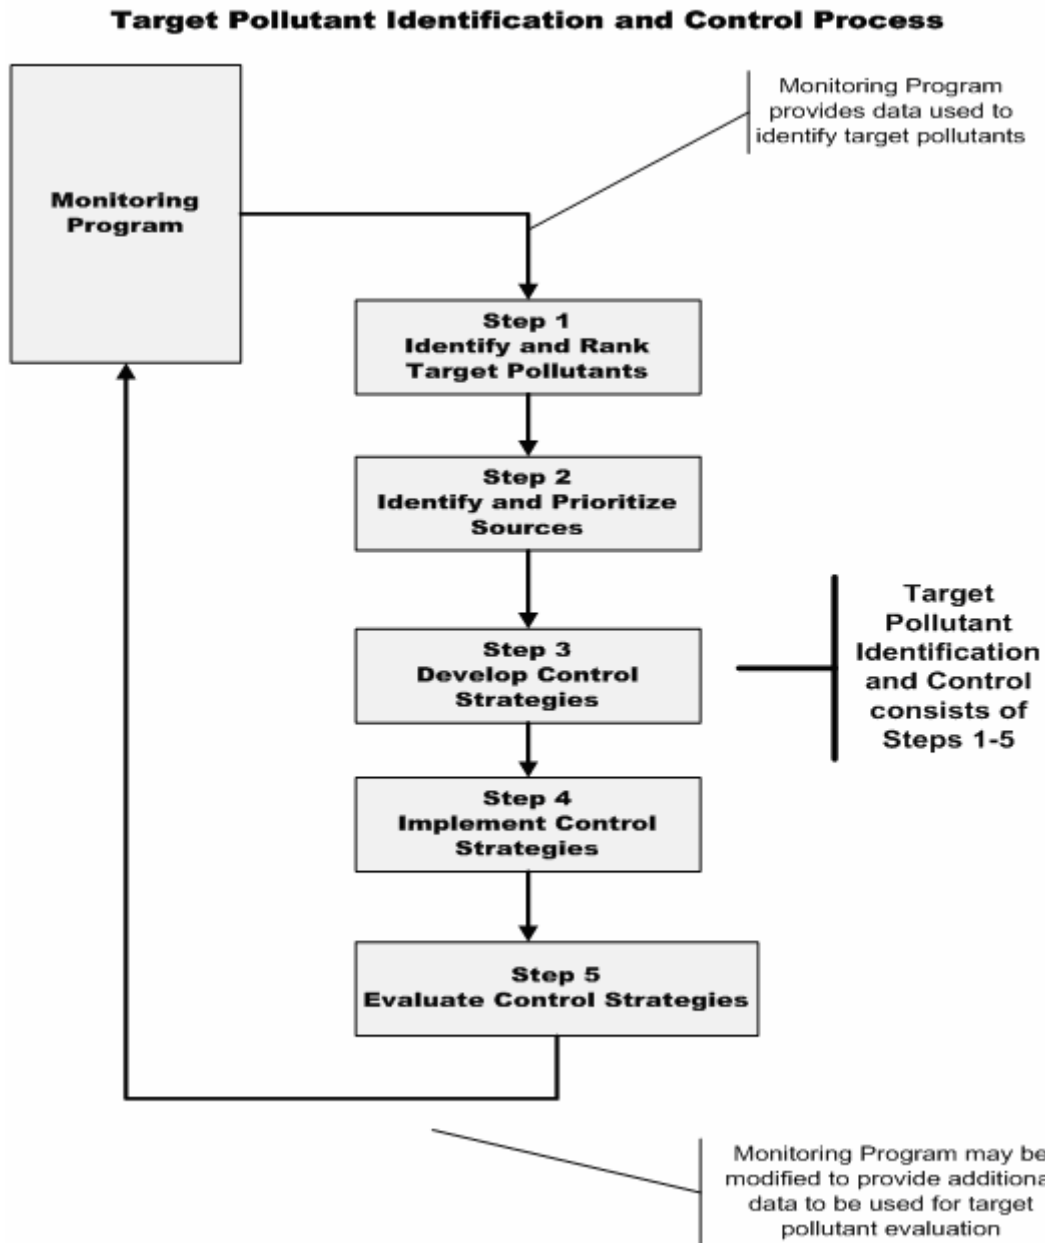 Target Pollutant Identification and Control Process
Monitoring Program
provides data used to
identify target pollutants
Monitoring
Program
Step 1
Identify and Rank
Target Pollutants
Step 2
Identify and Prioritize
Sources
Step 3
Develop Control
Strategies
Target
Pollutant
Identification
and Control
consists of
Steps 1-5
Step 4
Implement Control
Strategies
Step 5
Evaluate Control Strategies
Monitoring Program may be
modified to provide additiona
data to be used for target
pollutant evaluation